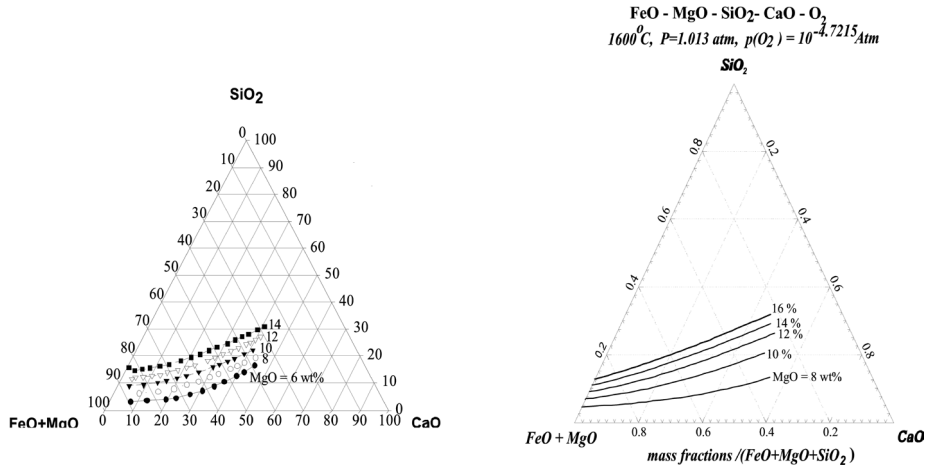 SiO2
0 100
10 90
20 80
30 70
40 60
50 50
60 40
70 30
80 20
90 10
100 0
14
12
10
8
MgO = 6 wt%
FeO+MgO 0 10 20 30 40 50 60 70 80 90 100 CaO
FeO - MgO - SiO2- CaO - O2
1600°C, P=1.013 atm, p(O2) = 10^-4.7215 Atm
SiO2
0.8 0.2
0.6 0.4
0.4 0.6
0.2 0.8
16 %
14 %
12 %
10 %
MgO = 8 wt%
FeO + MgO 0.8 0.6 0.4 0.2 CaO
mass fractions /(FeO+MgO+SiO2)